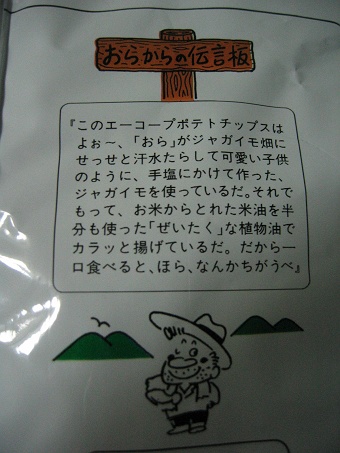 おらからの伝言板
『このエーコープポテトチップスは
よぉ〜、「おら」がジャガイモ畑に
せっせと汗水たらして可愛い子供
のように、手塩にかけて作った、
ジャガイモを使っているだ。それで
もって、お米からとれた米油を半
分も使った「ぜいたく」な植物油で
カラッと揚げているだ。だから一
口食べると、ほら、なんかちがうべ』